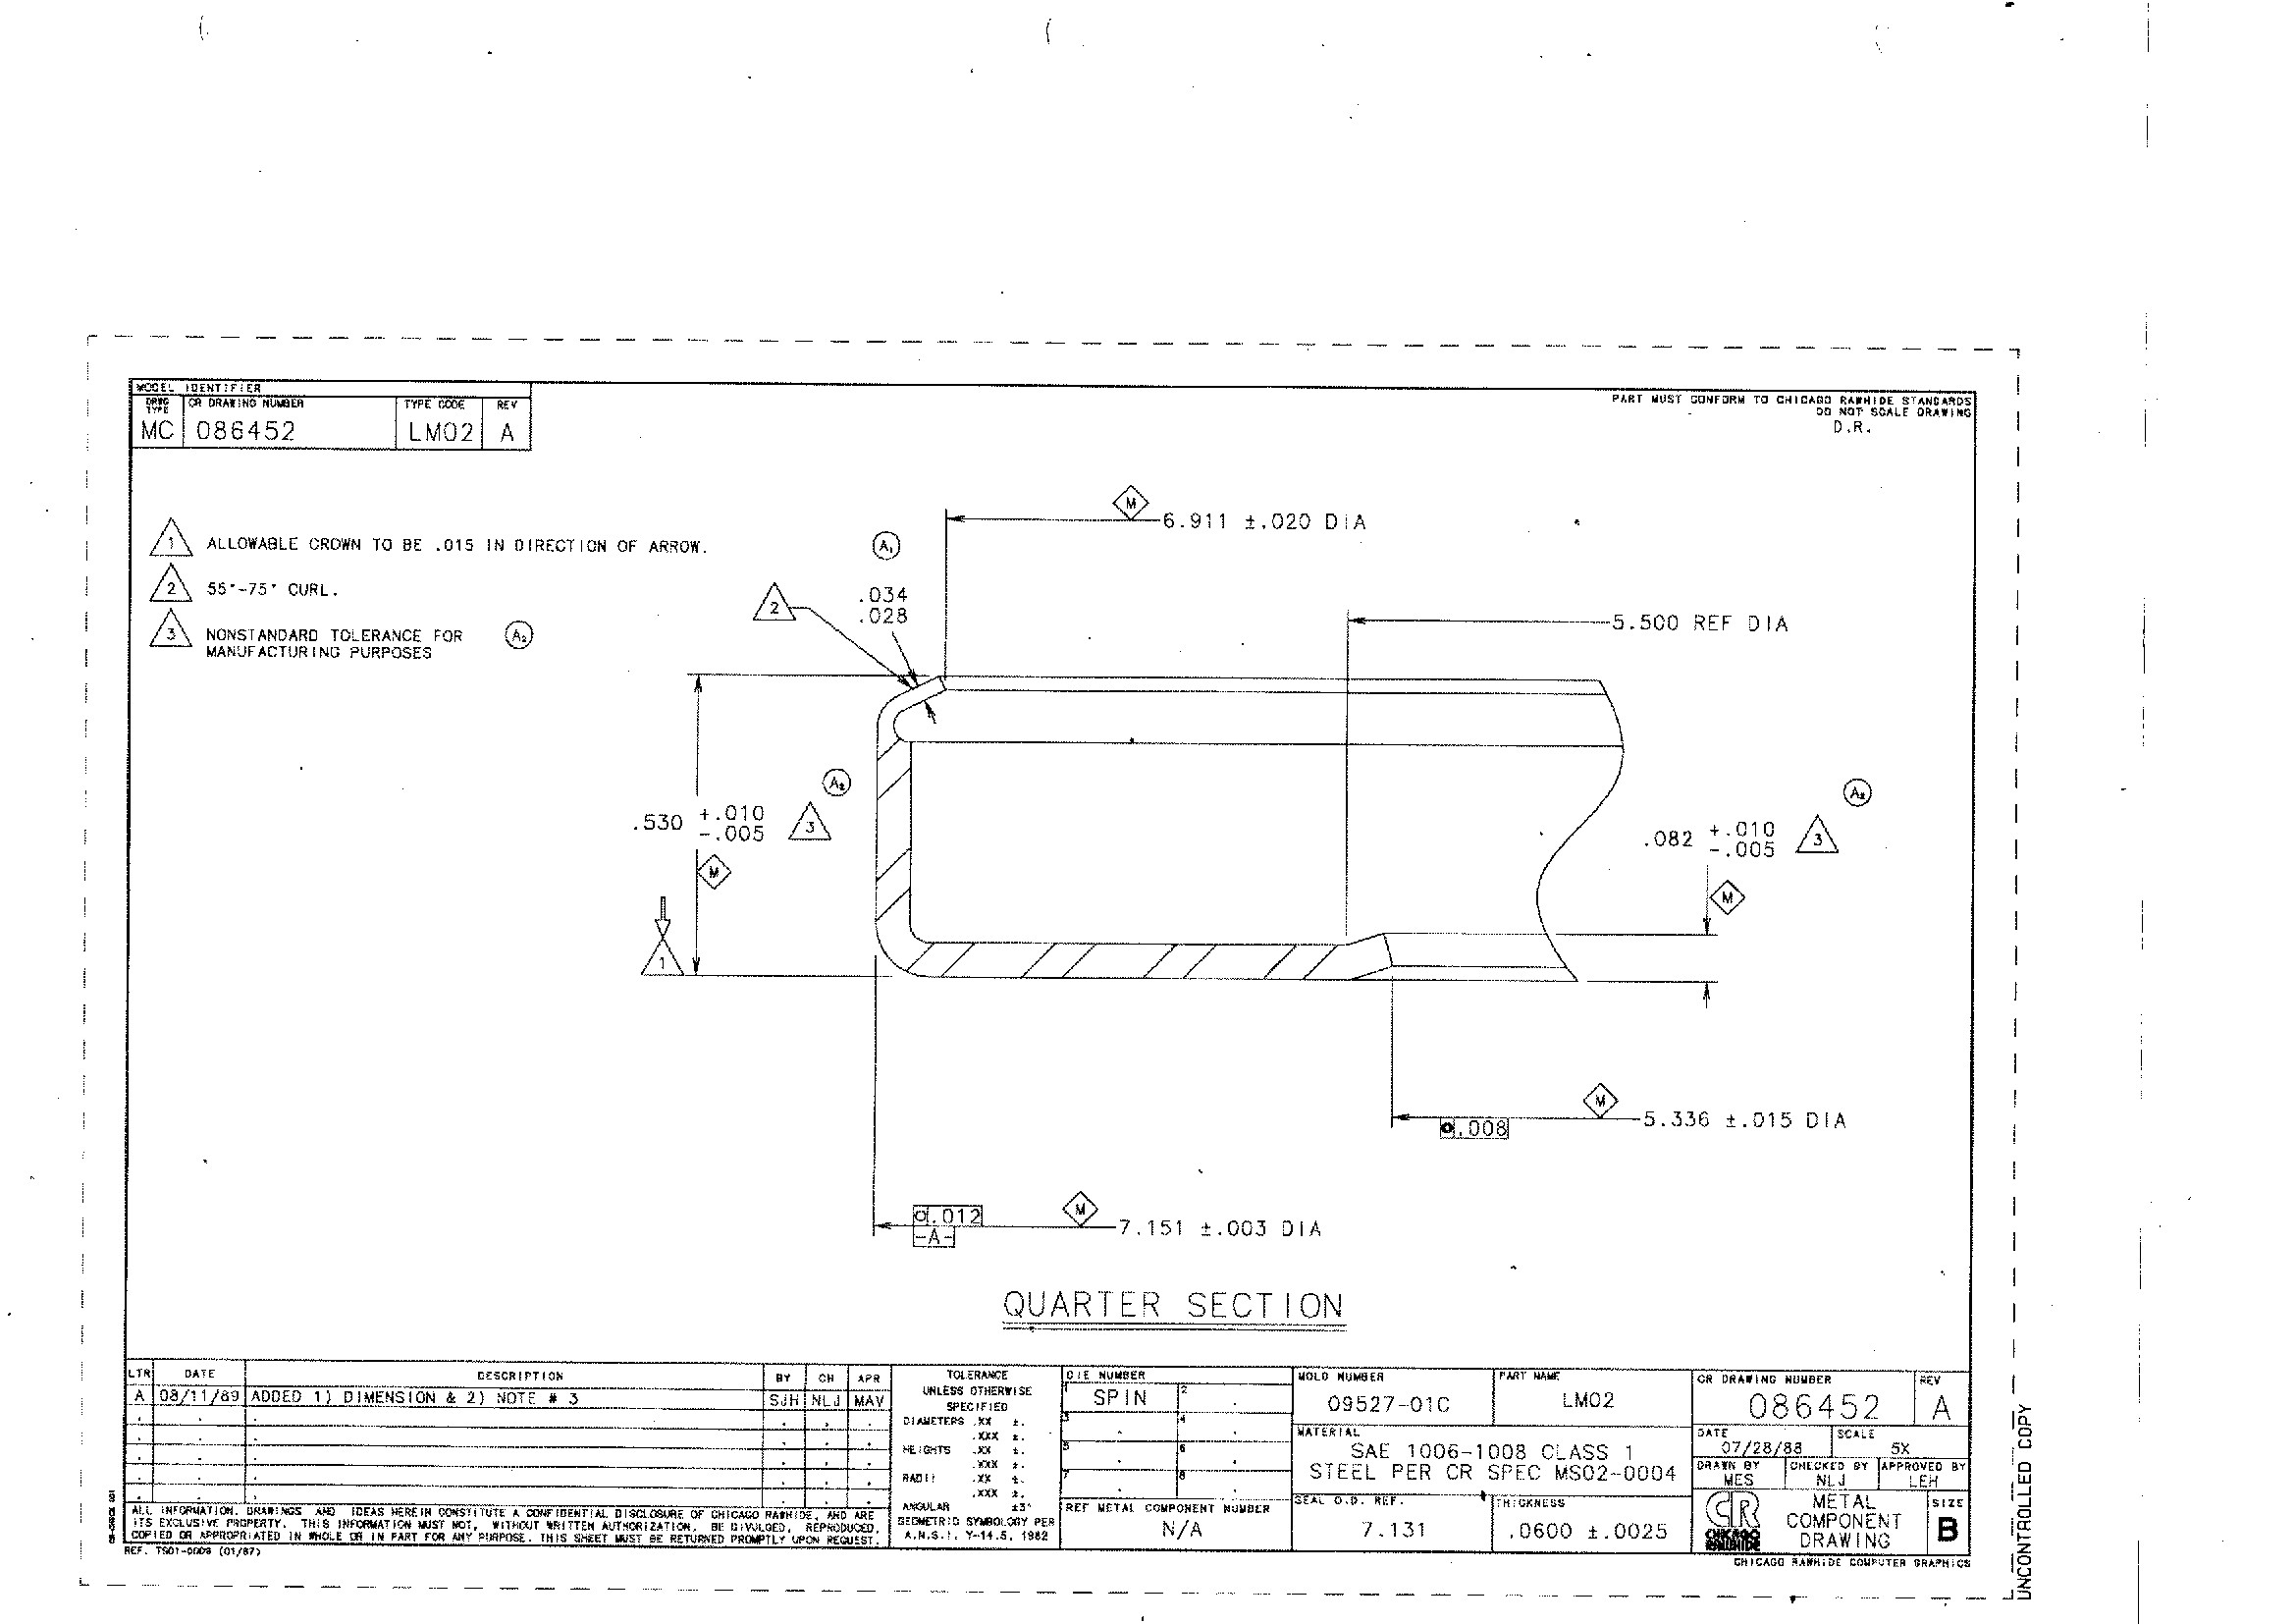 MODEL IDENTIFIER
DRWG TYPE
CR DRAWING NUMBER
TYPE CODE
REV
MC
086452
LM02
A
PART MUST CONFORM TO CHICAGO RAWHIDE STANDARDS
DO NOT SCALE DRAWING
D.R.
1 ALLOWABLE CROWN TO BE .015 IN DIRECTION OF ARROW.
2 55°-75° CURL.
3 NONSTANDARD TOLERANCE FOR
MANUFACTURING PURPOSES
A2
M
6.911 ±.020 DIA
A1
2
.034
.028
5.500 REF DIA
A2
.530 +.010
-.005
3
M
1
A2
.082 +.010
-.005
3
M
M
5.336 ±.015 DIA
.008
.012
-A-
M
7.151 ±.003 DIA
QUARTER SECTION
LTR DATE DESCRIPTION BY CH APR
A 08/11/89 ADDED 1) DIMENSION & 2) NOTE # 3 SJH NLJ MAV
TOLERANCE
UNLESS OTHERWISE
SPECIFIED
DIAMETERS .XX ±.
.XXX ±.
HEIGHTS .XX ±.
.XXX ±.
RADII .XX ±.
.XXX ±.
ANGULAR ±3°
GEOMETRIC SYMBOLOGY PER
A.N.S.I. Y-14.5, 1982
DIE NUMBER
1 SPIN 2
3 4
5 6
7 8
REF METAL COMPONENT NUMBER
N/A
MOLD NUMBER
09527-01C
PART NAME
LM02
MATERIAL
SAE 1006-1008 CLASS 1
STEEL PER CR SPEC MS02-0004
SEAL O.D. REF.
7.131
THICKNESS
.0600 ±.0025
CR DRAWING NUMBER
086452
REV
A
DATE
07/28/88
SCALE
5X
DRAWN BY
MES
CHECKED BY
NLJ
APPROVED BY
LEH
CR
CHICAGO
RAWHIDE
METAL
COMPONENT
DRAWING
SIZE
B
ALL INFORMATION, DRAWINGS AND IDEAS HEREIN CONSTITUTE A CONFIDENTIAL DISCLOSURE OF CHICAGO RAWHIDE, AND ARE
ITS EXCLUSIVE PROPERTY. THIS INFORMATION MUST NOT, WITHOUT WRITTEN AUTHORIZATION, BE DIVULGED, REPRODUCED,
COPIED OR APPROPRIATED IN WHOLE OR IN PART FOR ANY PURPOSE. THIS SHEET MUST BE RETURNED PROMPTLY UPON REQUEST.
REF. TS01-0008 (01/87)
CHICAGO RAWHIDE COMPUTER GRAPHICS
UNCONTROLLED COPY